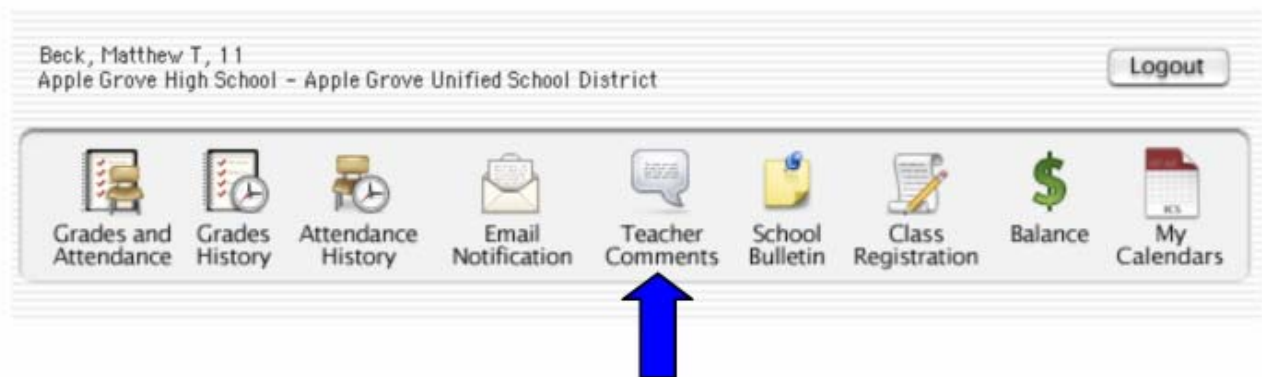 Beck, Matthew T, 11
Apple Grove High School - Apple Grove Unified School District
Logout
Grades and
Attendance
Grades
History
Attendance
History
Email
Notification
Teacher
Comments
School
Bulletin
Class
Registration
Balance
ICS
My
Calendars